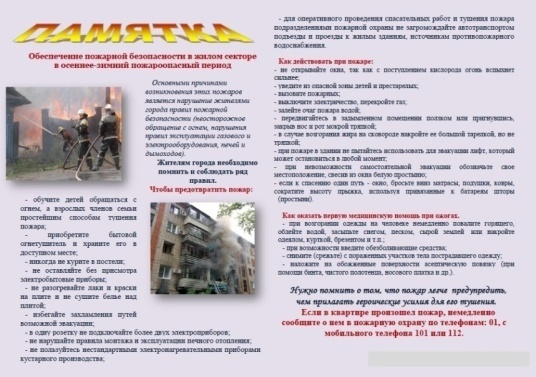 ПАМЯТКА
Обеспечение пожарной безопасности в жилом секторе
в осеннее-зимний пожароопасный период
Основными причинами
возникновения этих пожаров
является нарушение жителями
города правил пожарной
безопасности (неосторожное
обращение с огнем, нарушения
правил эксплуатации газового и
электрооборудования, печей и
дымоходов).
Жителям города необходимо
помнить и соблюдать ряд
правил.
Чтобы предотвратить пожар:
- обучите детей обращаться с
огнем, а взрослых членов семьи
простейшим способам тушения
пожара;
- приобретите бытовой
огнетушитель и храните его в
доступном месте;
- никогда не курите в постели;
- не оставляйте без присмотра
электробытовые приборы;
- не разогревайте лаки и краски
на плите и не сушите белье над
плитой;
- избегайте захламления путей
возможной эвакуации;
- в одну розетку не подключайте более двух электроприборов;
- не нарушайте правила монтажа и эксплуатации печного отопления;
- не пользуйтесь нестандартными электронагревательными приборами
кустарного производства;
- для оперативного проведения спасательных работ и тушения пожара
подразделениями пожарной охраны не загромождайте автотранспортом
подъезды и проезды к жилым зданиям, источникам противопожарного
водоснабжения.
Как действовать при пожаре:
- не открывайте окна, так как с поступлением кислорода огонь вспыхнет
сильнее;
- уведите из опасной зоны детей и престарелых;
- вызовите пожарных;
- выключите электричество, перекройте газ;
- залейте очаг пожара водой;
- передвигайтесь в задымленном помещении ползком или пригнувшись,
закрыв нос и рот мокрой тряпкой;
- в случае возгорания жира на сковороде накройте ее большой тарелкой, но не
тряпкой;
- при пожаре в здании не пытайтесь использовать для эвакуации лифт, который
может остановиться в любой момент;
- при невозможности самостоятельной эвакуации обозначьте свое
местоположение, свесив из окна белую простыню;
- если к спасению один путь - окно, бросьте вниз матрасы, подушки, ковры,
сократите высоту прыжка, используя привязанные к батареям шторы
(простыни).
Как оказать первую медицинскую помощь при ожогах.
- при возгорании одежды на человеке немедленно повалите горящего,
облейте водой, засыпьте снегом, песком, сырой землей или накройте
одеялом, курткой, брезентом и т.п.;
- при возможности введите обезболивающие средства;
- снимите (срежьте) с пораженных участков тела пострадавшего одежду;
- наложите на обожженные поверхности асептическую повязку (при
помощи бинта, чистого полотенца, носового платка и др.).
Нужно помнить о том, что пожар легче предупредить,
чем прилагать героические усилия для его тушения.
Если в квартире произошел пожар, немедленно
сообщите о нем в пожарную охрану по телефонам: 01, с
мобильного телефона 101 или 112.